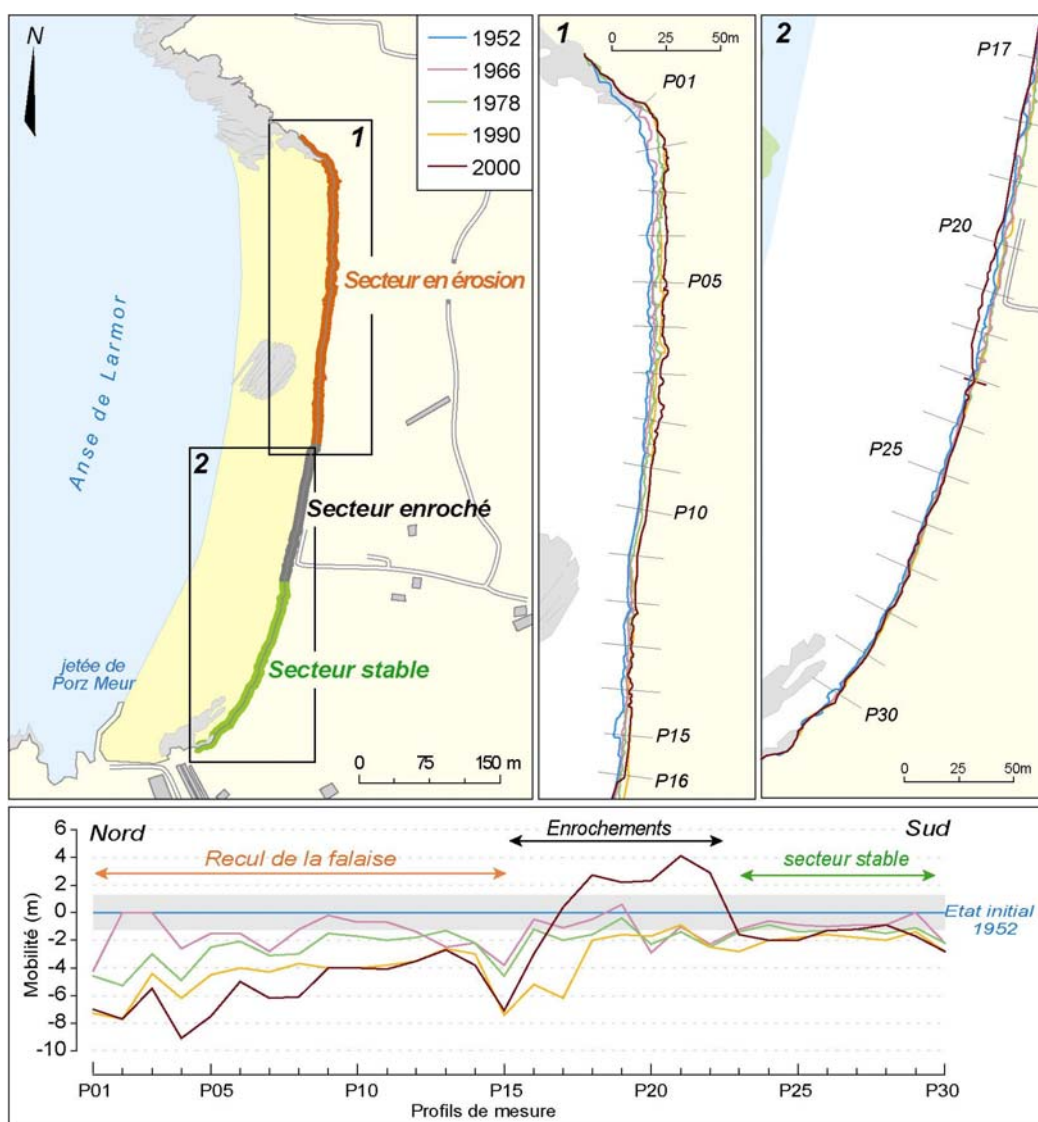 N
1952
1966
1978
1990
2000
1
Secteur en érosion
Anse de Larmor
2
Secteur enroché
Secteur stable
jetée de
Porz Meur
0 75 150 m
1
0 25 50m
P01
P05
P10
P15
P16
2
P17
P20
P25
P30
0 25 50m
Nord
Enrochements
Sud
Recul de la falaise
secteur stable
Etat initial
1952
Mobilité (m)
6
4
2
0
-2
-4
-6
-8
-10
P01 P05 P10 P15 P20 P25 P30
Profils de mesure